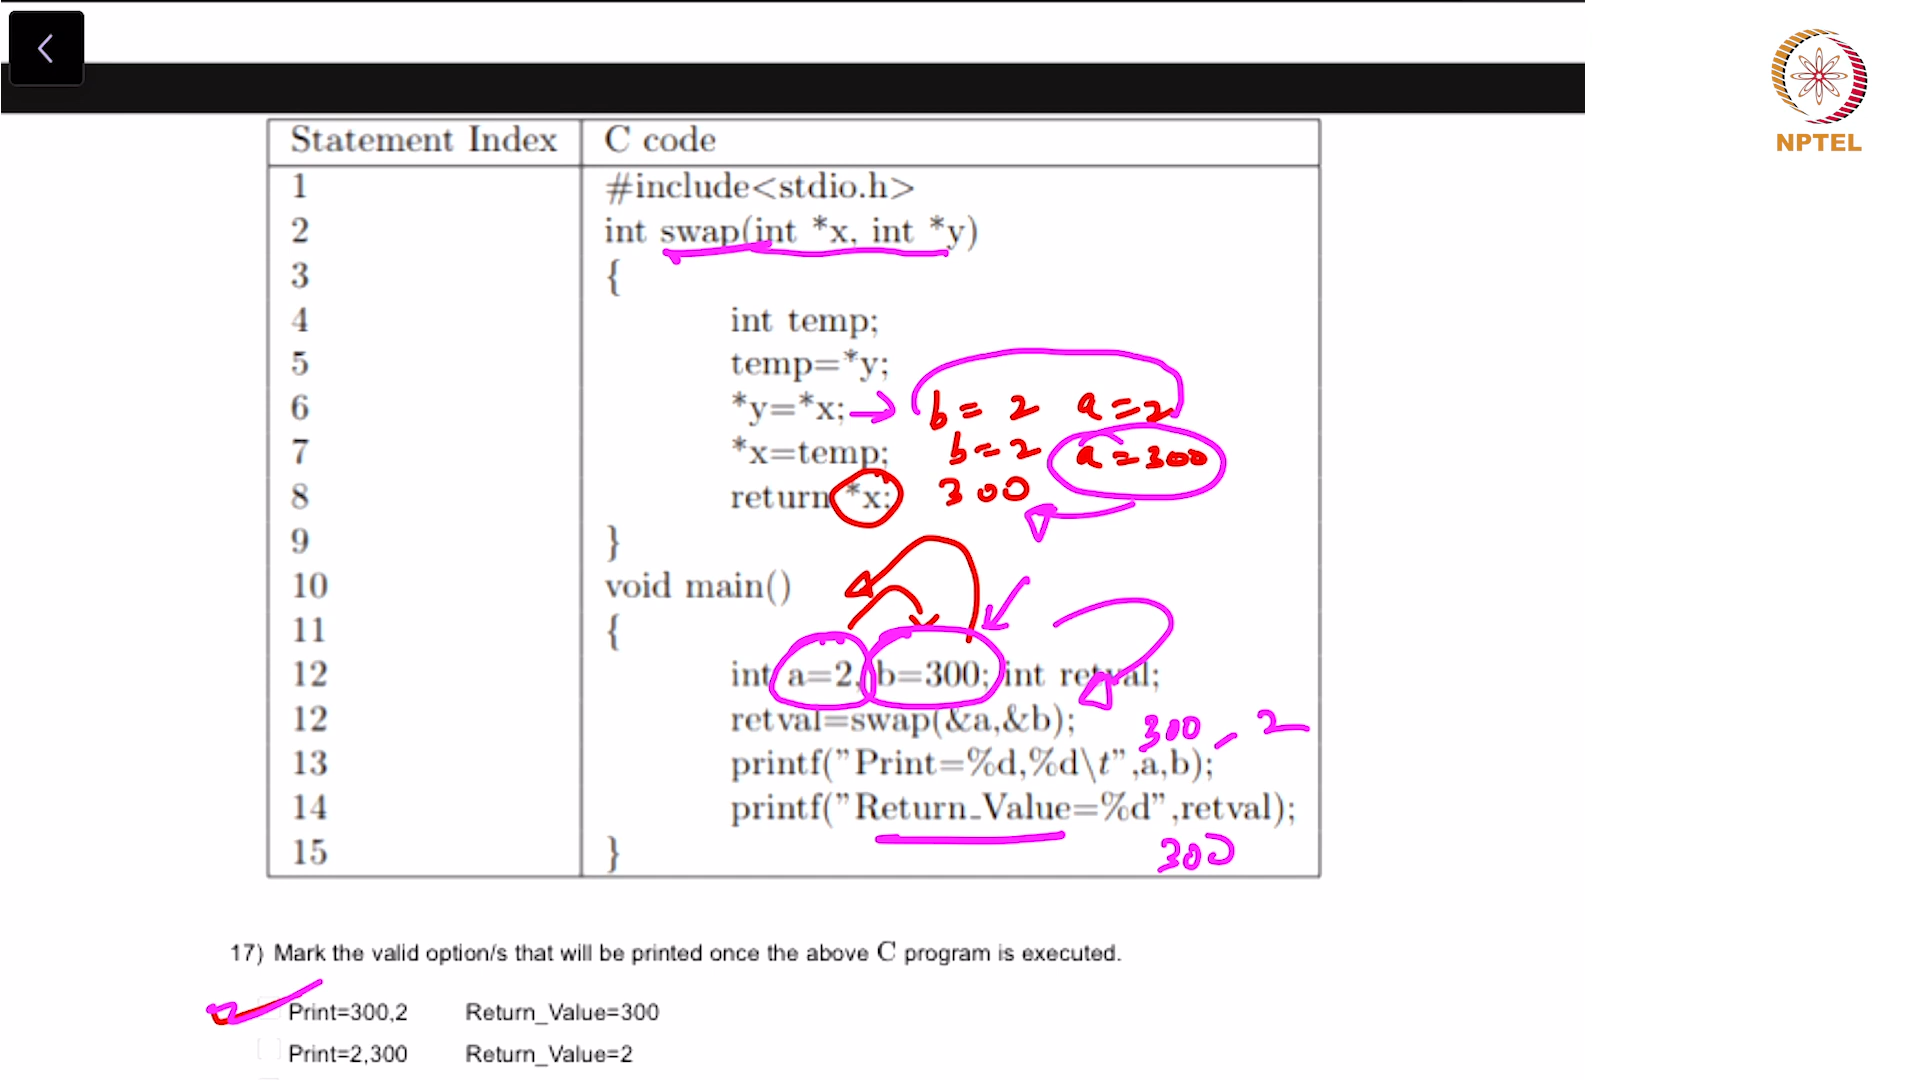 NPTEL
Statement Index C code
1 #include<stdio.h>
2 int swap(int *x, int *y)
3 {
4 int temp;
5 temp=*y;
6 *y=*x; b = 2 a = 2
7 *x=temp; b = 2 a = 300
8 return *x; 300
9 }
10 void main()
11 {
12 int a=2, b=300; int retval;
12 retval=swap(&a,&b); 300, 2
13 printf("Print=%d,%d\t",a,b);
14 printf("Return_Value=%d",retval);
15 } 300
17) Mark the valid option/s that will be printed once the above C program is executed.
Print=300,2 Return_Value=300
Print=2,300 Return_Value=2